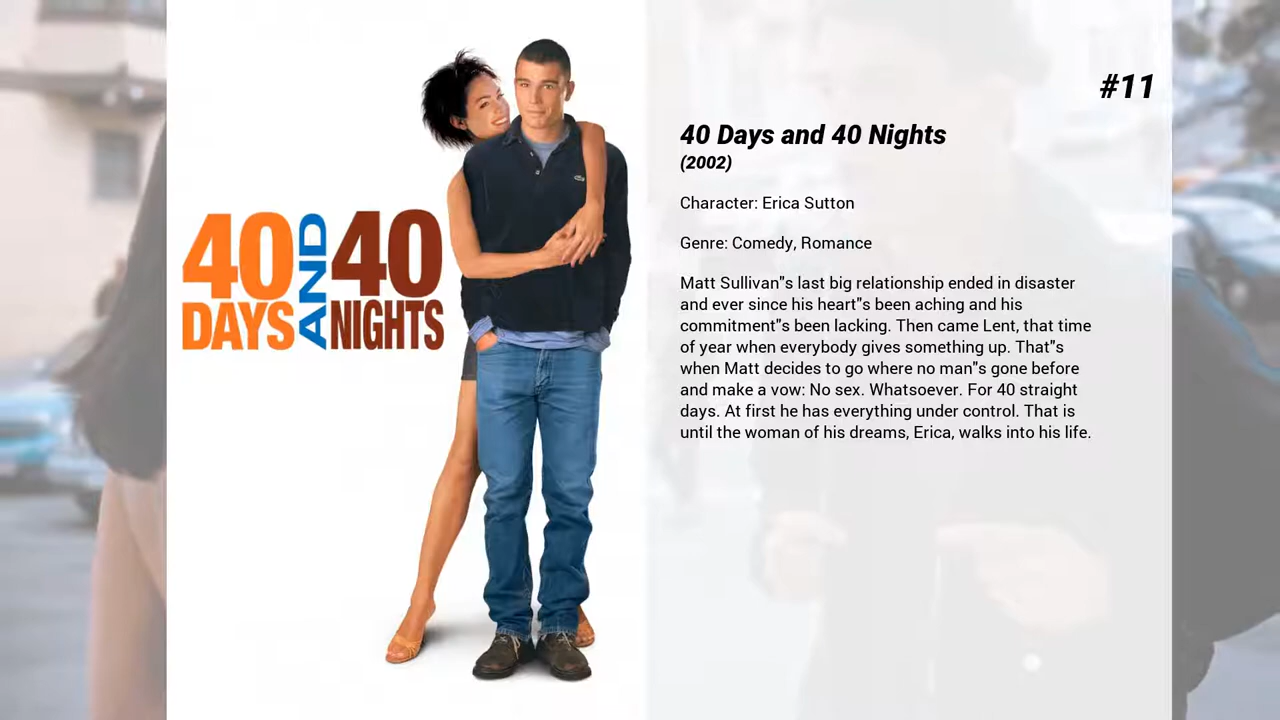 40 AND 40
DAYS NIGHTS
#11
40 Days and 40 Nights
(2002)
Character: Erica Sutton
Genre: Comedy, Romance
Matt Sullivan"s last big relationship ended in disaster
and ever since his heart"s been aching and his
commitment"s been lacking. Then came Lent, that time
of year when everybody gives something up. That"s
when Matt decides to go where no man"s gone before
and make a vow: No sex. Whatsoever. For 40 straight
days. At first he has everything under control. That is
until the woman of his dreams, Erica, walks into his life.